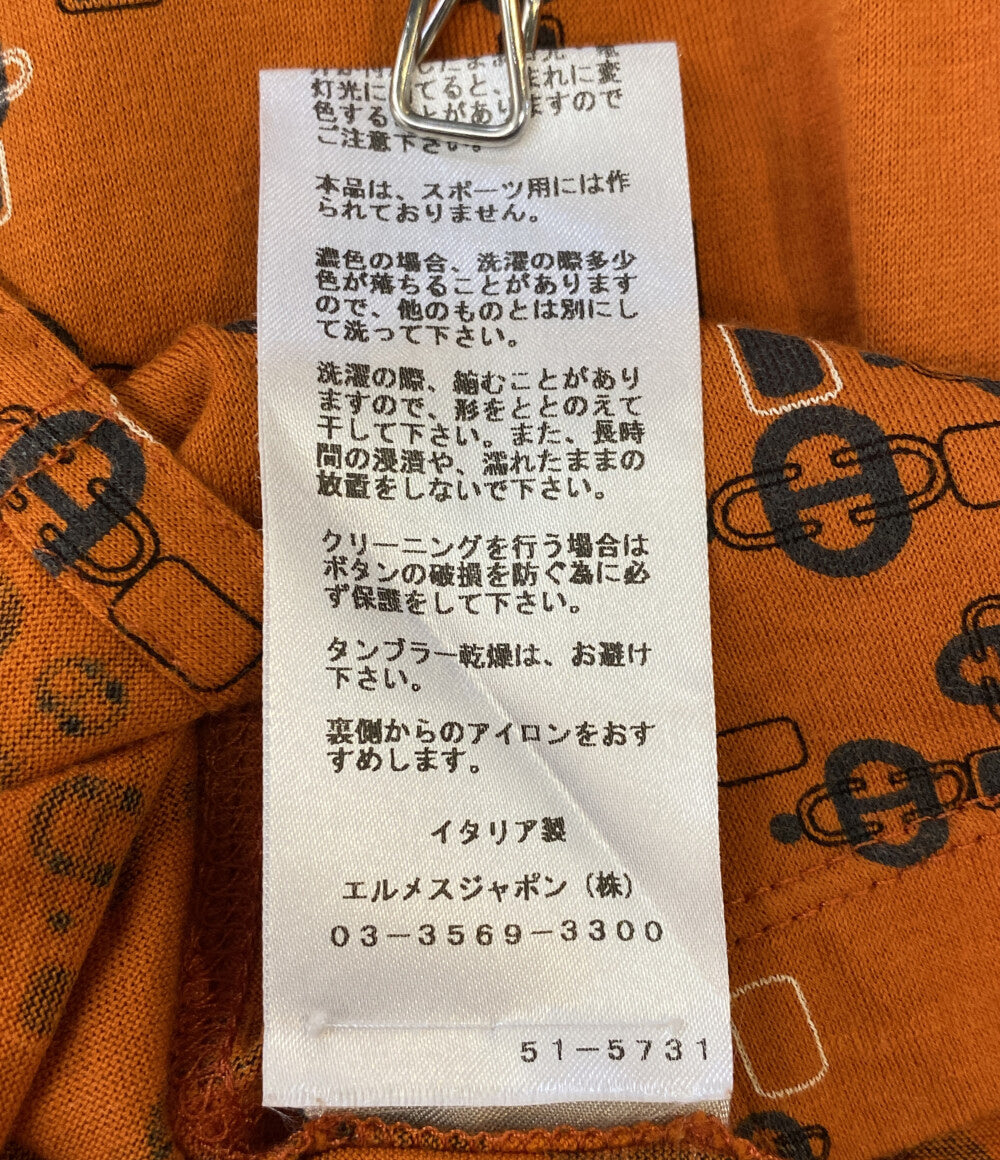 灯光に てると、まれに変
色することがありますので
ご注意下さい。
本品は、スポーツ用には作
られておりません。
濃色の場合、洗濯の際多少
色が落ちることがあります
ので、他のものとは別にし
て洗って下さい。
洗濯の際、縮むことがあり
ますので、形をととのえて
干して下さい。また、長時
間の浸漬や、濡れたままの
放置をしないで下さい。
クリーニングを行う場合は
ボタンの破損を防ぐ為に必
ず保護をして下さい。
タンブラー乾燥は、お避け
下さい。
裏側からのアイロンをおす
すめします。
イタリア製
エルメスジャポン（株）
03-3569-3300
51-5731